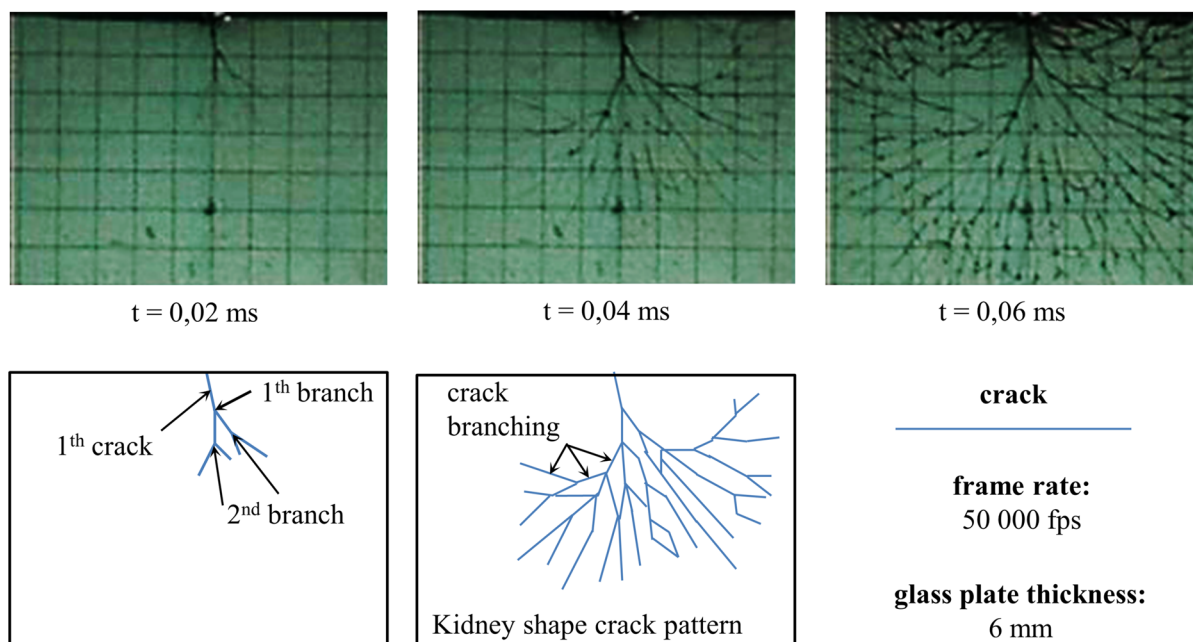 t = 0,02 ms
t = 0,04 ms
t = 0,06 ms
1th branch
1th crack
2nd branch
crack
branching
Kidney shape crack pattern
crack
frame rate:
50 000 fps
glass plate thickness:
6 mm